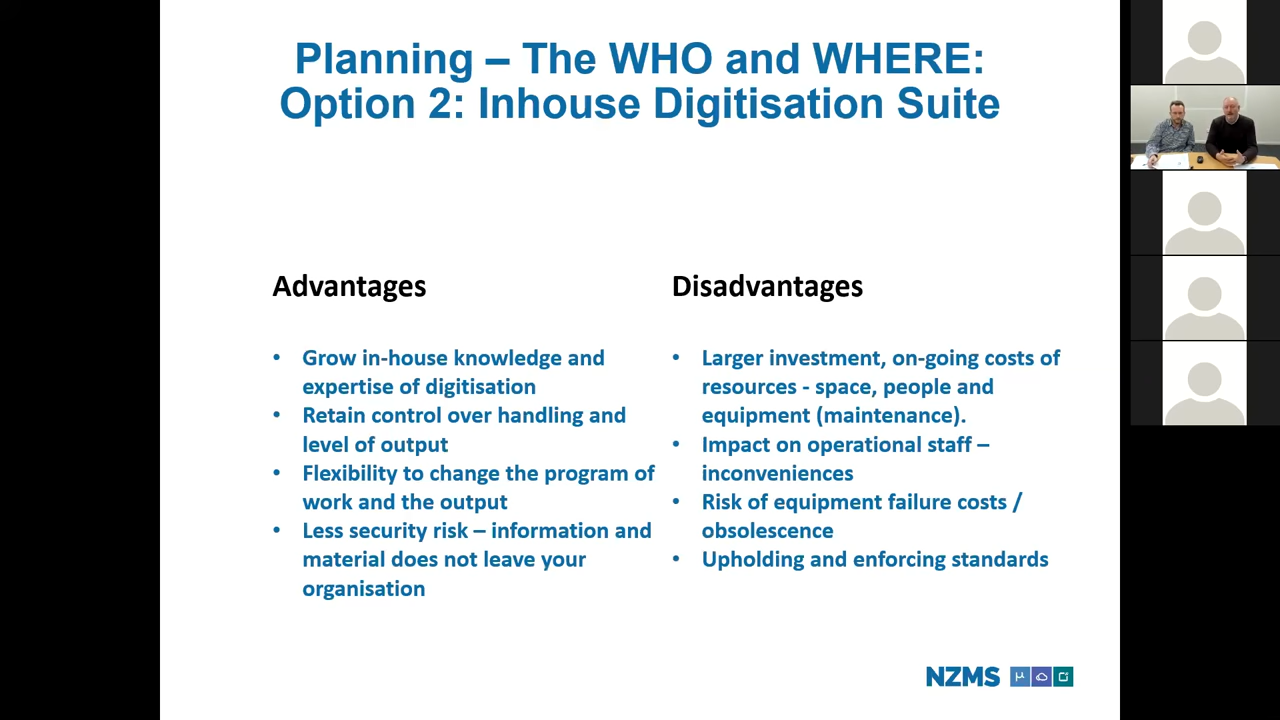 Planning – The WHO and WHERE:
Option 2: Inhouse Digitisation Suite
Advantages
• Grow in-house knowledge and
expertise of digitisation
• Retain control over handling and
level of output
• Flexibility to change the program of
work and the output
• Less security risk – information and
material does not leave your
organisation
Disadvantages
• Larger investment, on-going costs of
resources - space, people and
equipment (maintenance).
• Impact on operational staff –
inconveniences
• Risk of equipment failure costs /
obsolescence
• Upholding and enforcing standards
NZMS µ